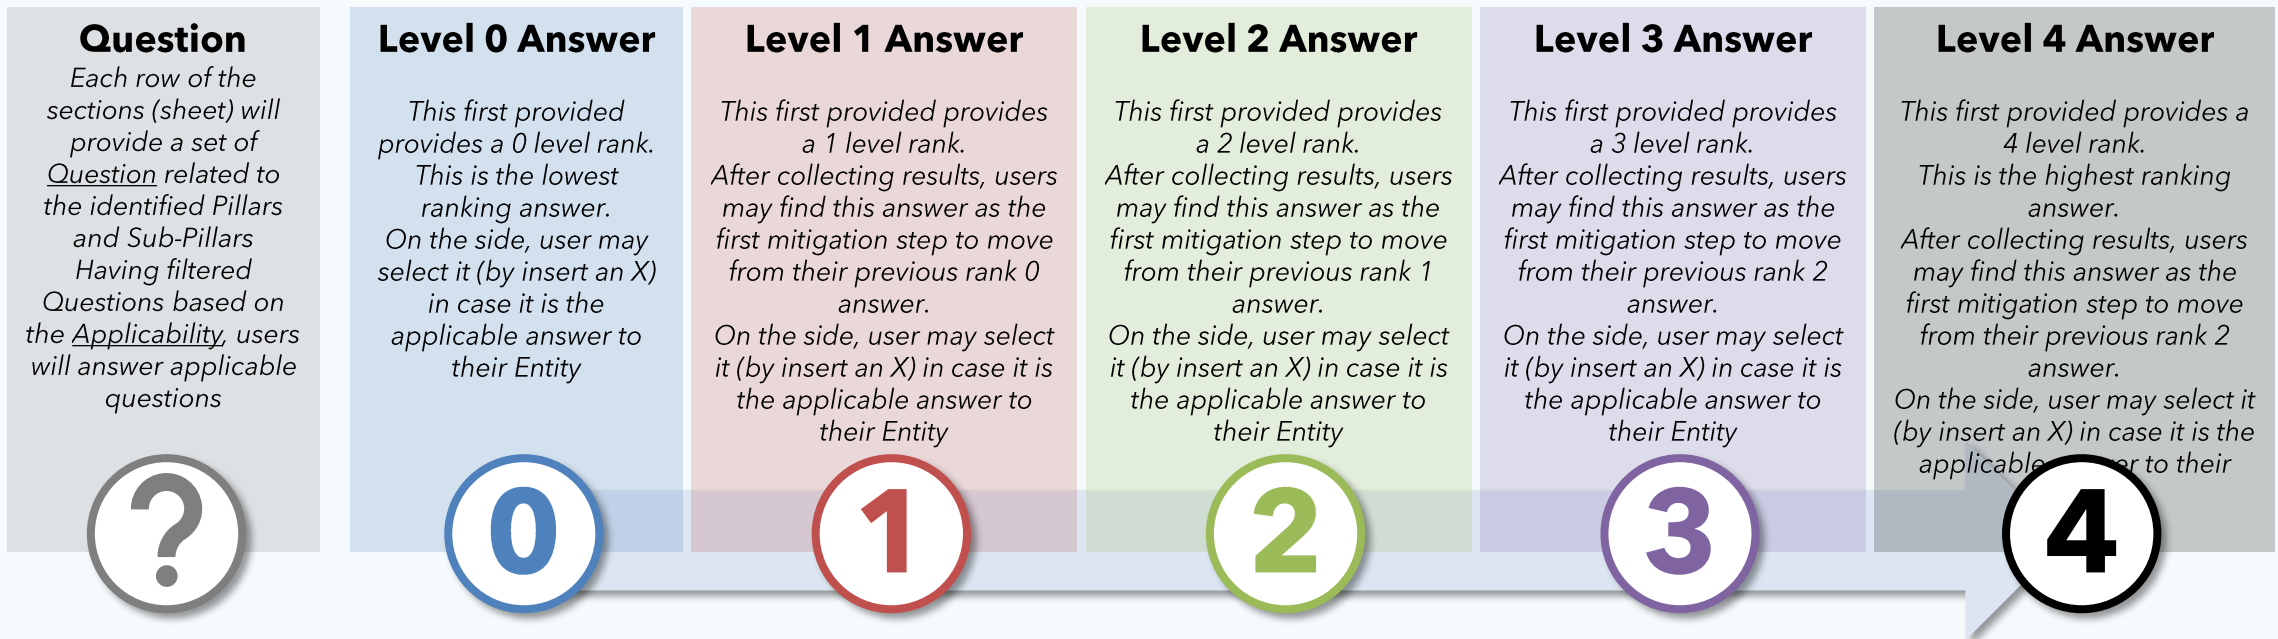 Question
Each row of the
sections (sheet) will
provide a set of
Question related to
the identified Pillars
and Sub-Pillars
Having filtered
Questions based on
the Applicability, users
will answer applicable
questions
?
Level 0 Answer
This first provided
provides a 0 level rank.
This is the lowest
ranking answer.
On the side, user may
select it (by insert an X)
in case it is the
applicable answer to
their Entity
0
Level 1 Answer
This first provided provides
a 1 level rank.
After collecting results, users
may find this answer as the
first mitigation step to move
from their previous rank 0
answer.
On the side, user may select
it (by insert an X) in case it is
the applicable answer to
their Entity
1
Level 2 Answer
This first provided provides
a 2 level rank.
After collecting results, users
may find this answer as the
first mitigation step to move
from their previous rank 1
answer.
On the side, user may select
it (by insert an X) in case it is
the applicable answer to
their Entity
2
Level 3 Answer
This first provided provides
a 3 level rank.
After collecting results, users
may find this answer as the
first mitigation step to move
from their previous rank 2
answer.
On the side, user may select
it (by insert an X) in case it is
the applicable answer to
their Entity
3
Level 4 Answer
This first provided provides a
4 level rank.
This is the highest ranking
answer.
After collecting results, users
may find this answer as the
first mitigation step to move
from their previous rank 2
answer.
On the side, user may select it
(by insert an X) in case it is the
applicable to their
4